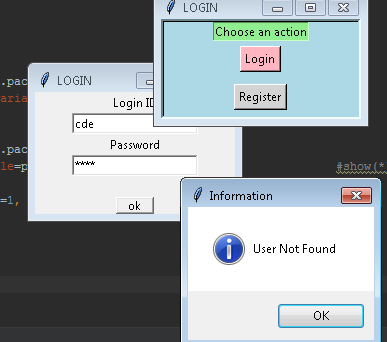 LOGIN
Choose an action
Login
Register
LOGIN
Login ID
cde
Password
****
ok
Information
User Not Found
OK
.pac
aria
.pac
le=p
=1,
#show(*.